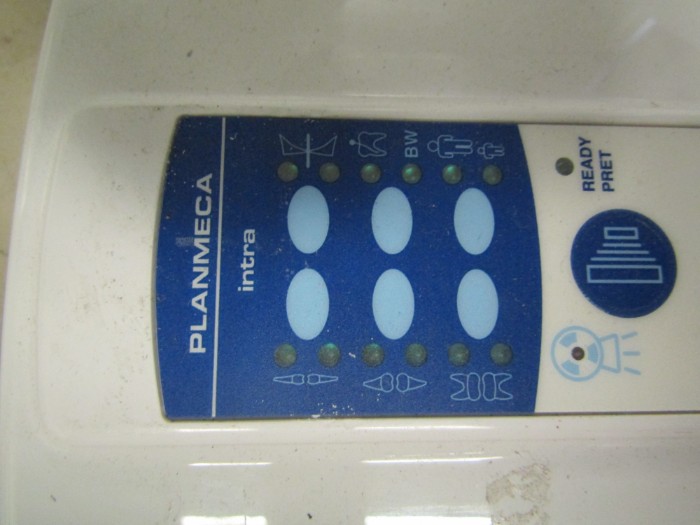 PLANMECA
intra
BW
READY
PRET